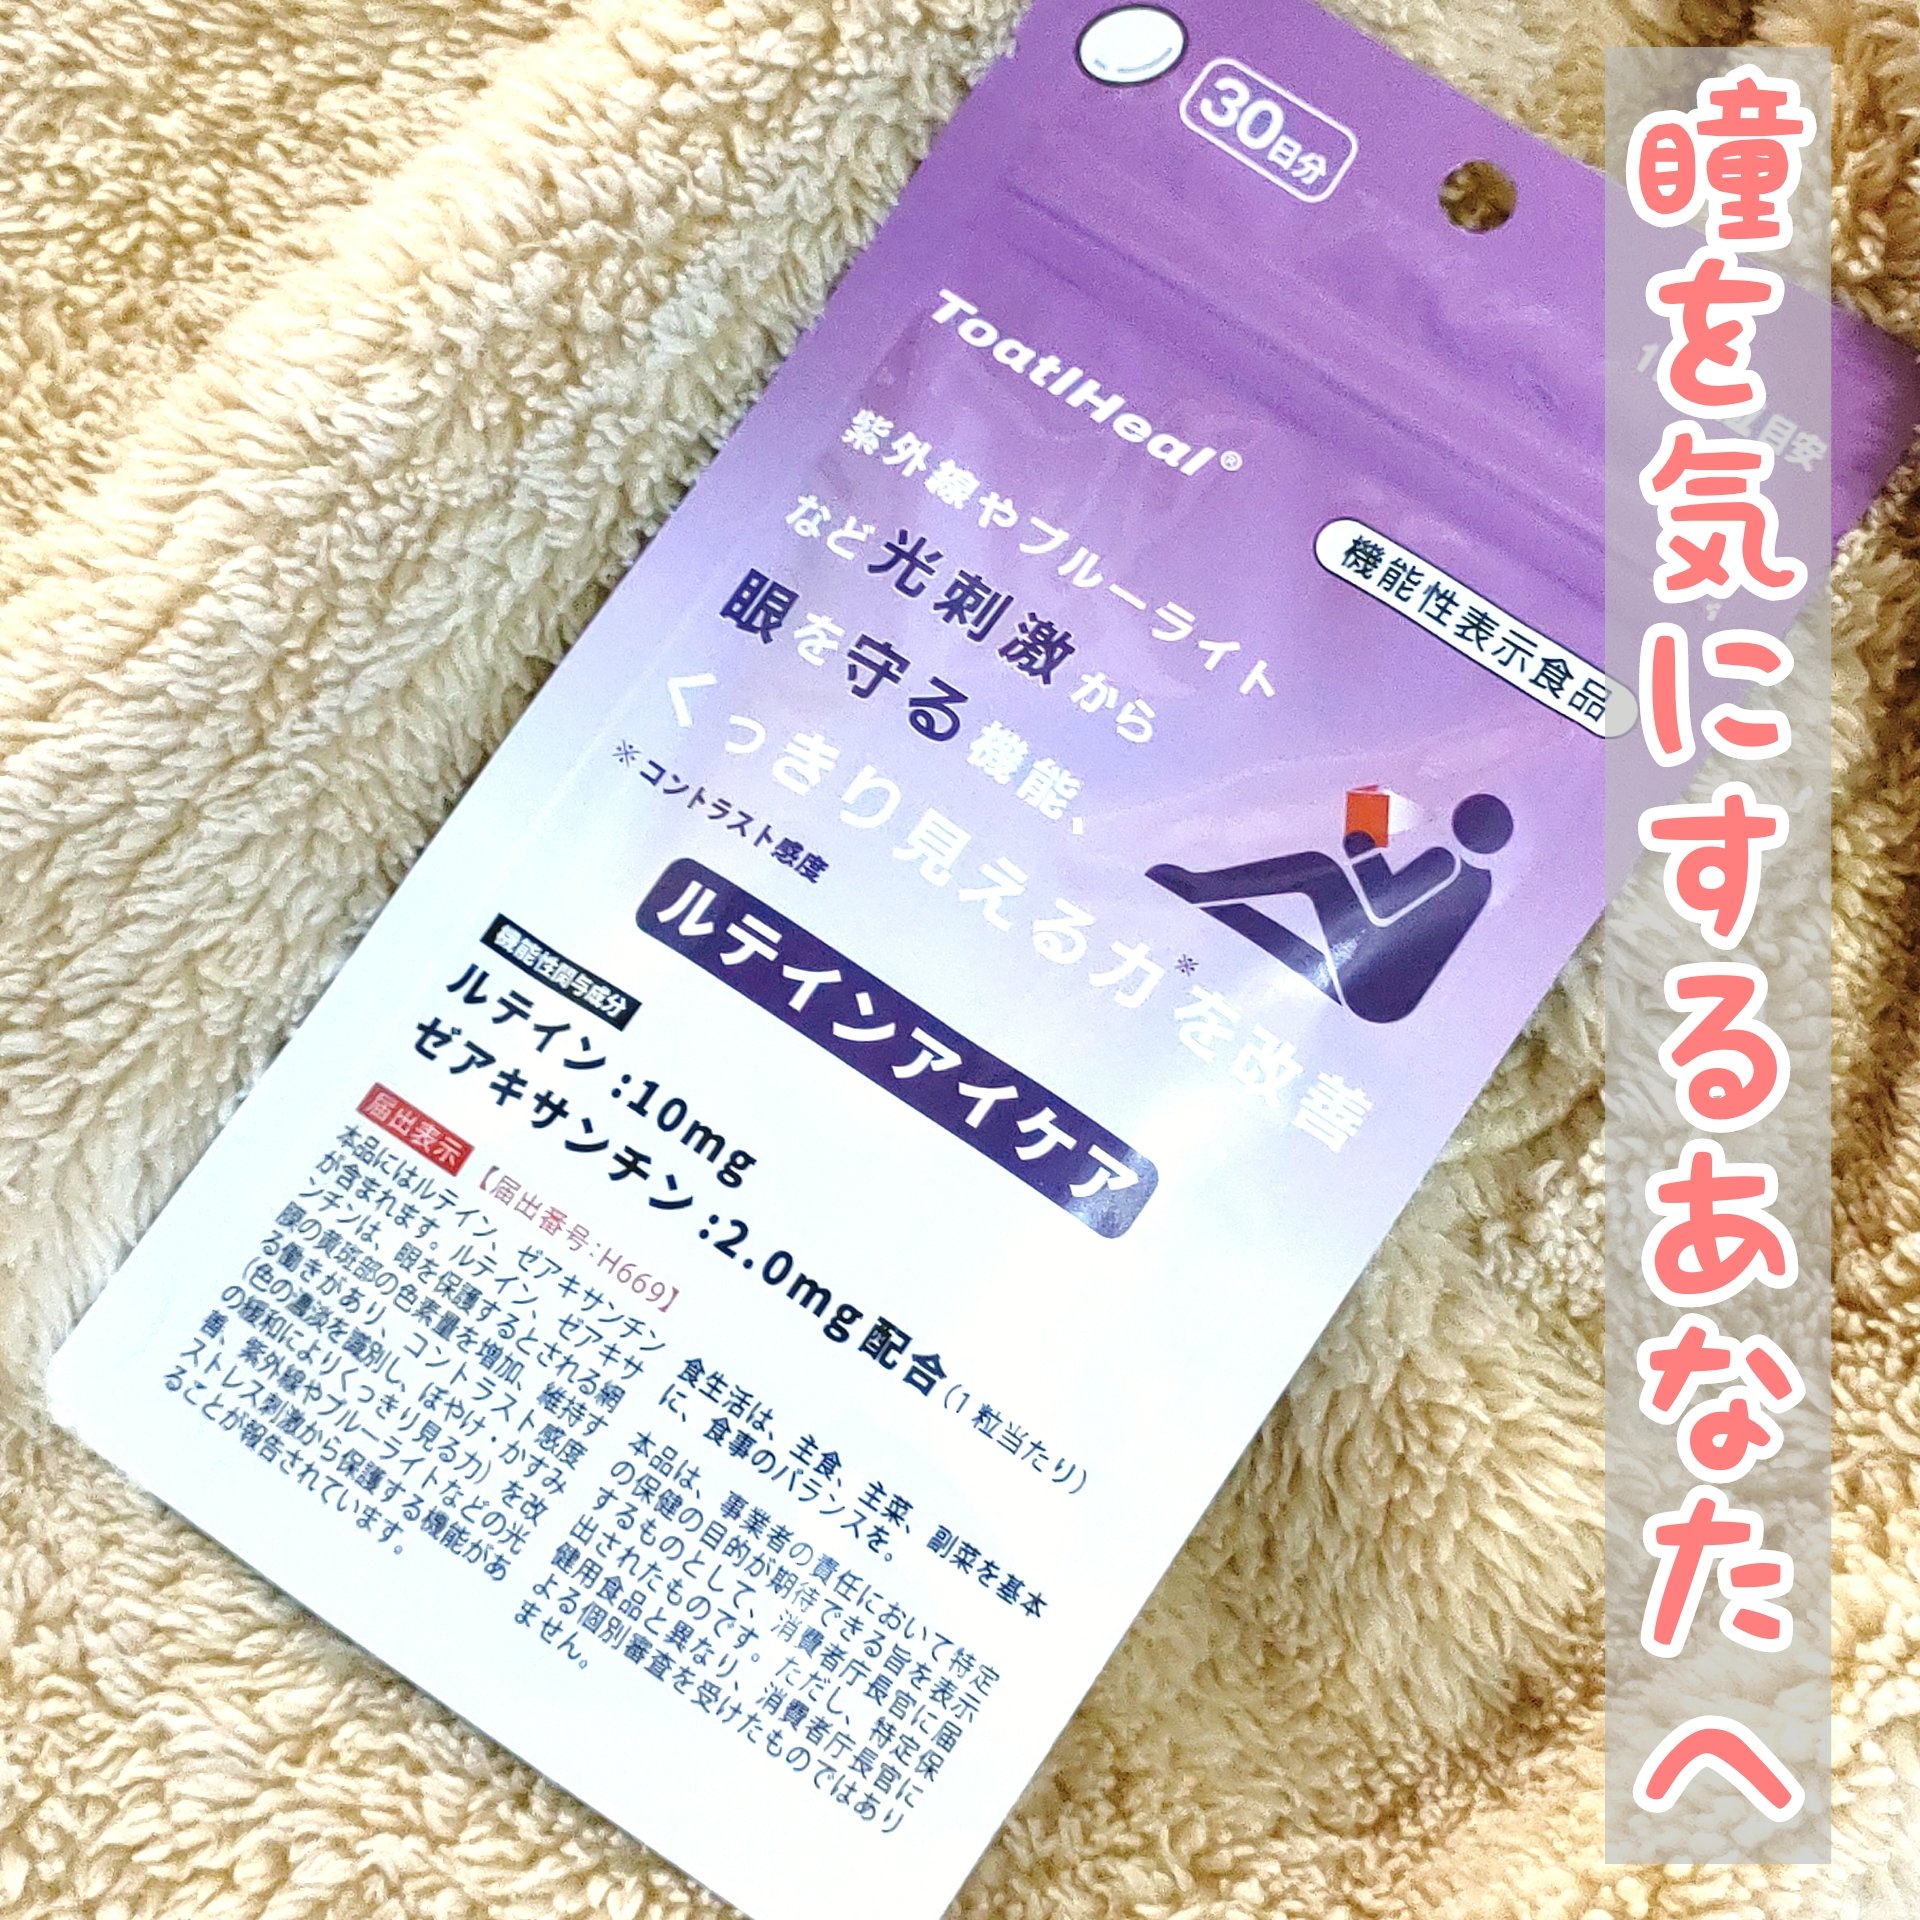 30日分
ToatlHeal®
紫外線やブルーライト
など光刺激から
眼を守る機能、
くっきり見える力※を改善
※コントラスト感度
機能性表示食品
目安
ルテインアイケア
機能性関与成分
ルテイン:10mg
ゼアキサンチン:2.0mg配合(1粒当たり)
届出表示【届出番号:H669】
本品にはルテイン、ゼアキサンチン
が含まれます。ルテイン、ゼアキサ
ンチンは、眼を保護するとされる網
膜の黄斑部の色素量を増加、維持す
る働きがあり、コントラスト感度
(色の濃淡を識別し、ぼやけ・かすみ
の緩和によりくっきり見る力)を改
善、紫外線やブルーライトなどの光
ストレス刺激から保護する機能があ
ることが報告されています。
食生活は、主食、主菜、副菜を基本
に、食事のバランスを。
本品は、事業者の責任において特定
の保健の目的が期待できる旨を表示
するものとして、消費者庁長官に届
出されたものです。ただし、特定保
健用食品と異なり、消費者庁長官に
よる個別審査を受けたものではあり
ません。
瞳を気にするあなたへ